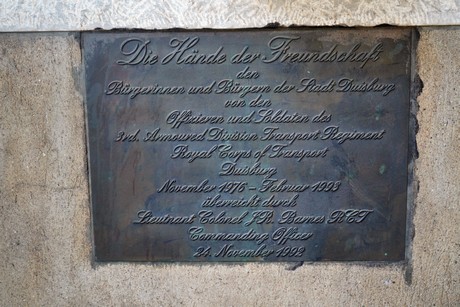 Die Hände der Freundschaft
den
Bürgerinnen und Bürgern der Stadt Duisburg
von den
Offizieren und Soldaten des
3rd. Armoured Division Transport Regiment
Royal Corps of Transport
Duisburg
November 1976 - Februar 1993
überreicht durch
Lieutnant Colonel J.R. Barnes RCT
Commanding Officer
24. November 1992